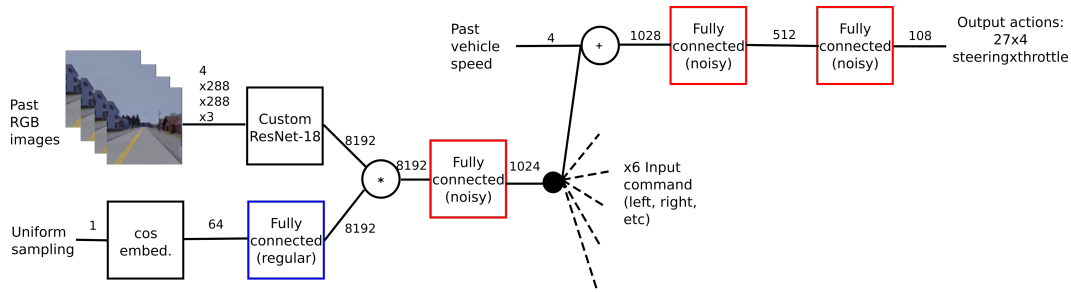 Past
RGB
images
4
x288
x288
x3
Custom
ResNet-18
8192
Uniform
sampling
1
cos
embed.
64
Fully
connected
(regular)
8192
*
8192
Fully
connected
(noisy)
1024
x6 Input
command
(left, right,
etc)
Past
vehicle
speed
4
+
1028
Fully
connected
(noisy)
512
Fully
connected
(noisy)
108
Output actions:
27x4
steeringxthrottle